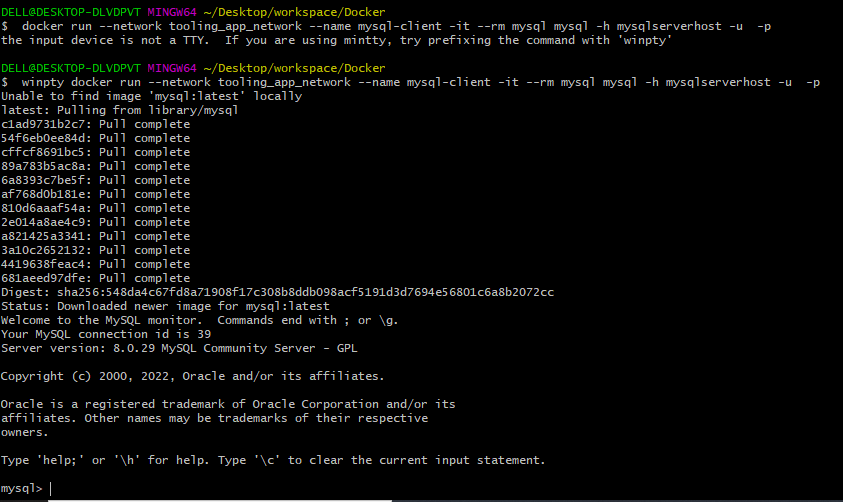 DELL@DESKTOP-DLVDPVT MINGW64 ~/Desktop/workspace/Docker
$  docker run --network tooling_app_network --name mysql-client -it --rm mysql mysql -h mysqlserverhost -u  -p
the input device is not a TTY.  If you are using mintty, try prefixing the command with 'winpty'

DELL@DESKTOP-DLVDPVT MINGW64 ~/Desktop/workspace/Docker
$  winpty docker run --network tooling_app_network --name mysql-client -it --rm mysql mysql -h mysqlserverhost -u  -p
Unable to find image 'mysql:latest' locally
latest: Pulling from library/mysql
c1ad9731b2c7: Pull complete
54f6eb0ee84d: Pull complete
cffcf8691bc5: Pull complete
89a783b5ac8a: Pull complete
6a8393c7be5f: Pull complete
af768d0b181e: Pull complete
810d6aaaf54a: Pull complete
2e014a8ae4c9: Pull complete
a821425a3341: Pull complete
3a10c2652132: Pull complete
4419638feac4: Pull complete
681aeed97dfe: Pull complete
Digest: sha256:548da4c67fd8a71908f17c308b8ddb098acf5191d3d7694e56801c6a8b2072cc
Status: Downloaded newer image for mysql:latest
Welcome to the MySQL monitor.  Commands end with ; or \g.
Your MySQL connection id is 39
Server version: 8.0.29 MySQL Community Server - GPL

Copyright (c) 2000, 2022, Oracle and/or its affiliates.

Oracle is a registered trademark of Oracle Corporation and/or its
affiliates. Other names may be trademarks of their respective
owners.

Type 'help;' or '\h' for help. Type '\c' to clear the current input statement.

mysql>